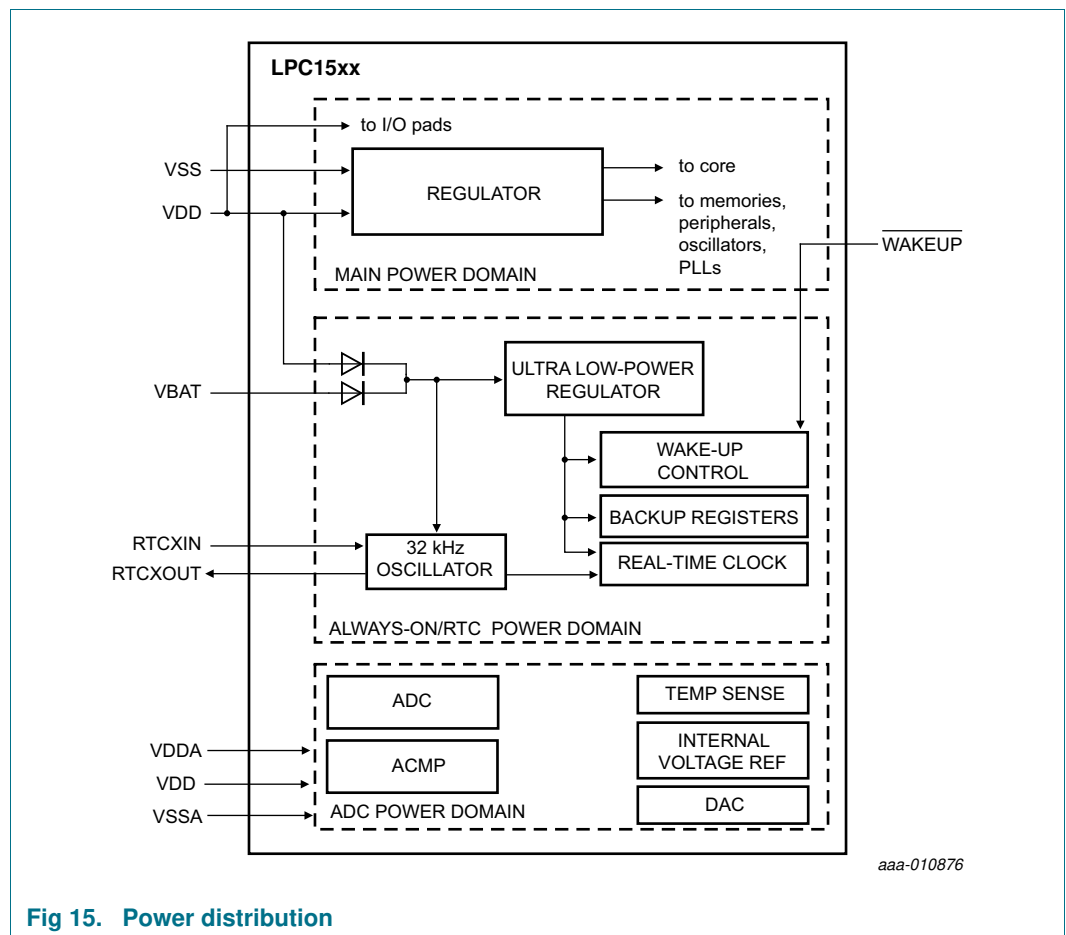 LPC15xx
to I/O pads
VSS
VDD
REGULATOR
to core
to memories,
peripherals,
oscillators,
PLLs
WAKEUP
MAIN POWER DOMAIN
VBAT
ULTRA LOW-POWER
REGULATOR
WAKE-UP
CONTROL
BACKUP REGISTERS
REAL-TIME CLOCK
RTCXIN
RTCXOUT
32 kHz
OSCILLATOR
ALWAYS-ON/RTC POWER DOMAIN
ADC
TEMP SENSE
VDDA
VDD
VSSA
ACMP
INTERNAL
VOLTAGE REF
DAC
ADC POWER DOMAIN
aaa-010876
Fig 15. Power distribution